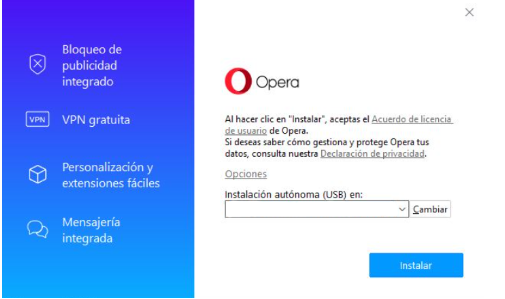 Bloqueo de
publicidad
integrado
VPN
VPN gratuita
Personalización y
extensiones fáciles
Mensajería
integrada
Opera
Al hacer clic en "Instalar", aceptas el Acuerdo de licencia
de usuario de Opera.
Si deseas saber cómo gestiona y protege Opera tus
datos, consulta nuestra Declaración de privacidad.
Opciones
Instalación autónoma (USB) en:
Cambiar
Instalar